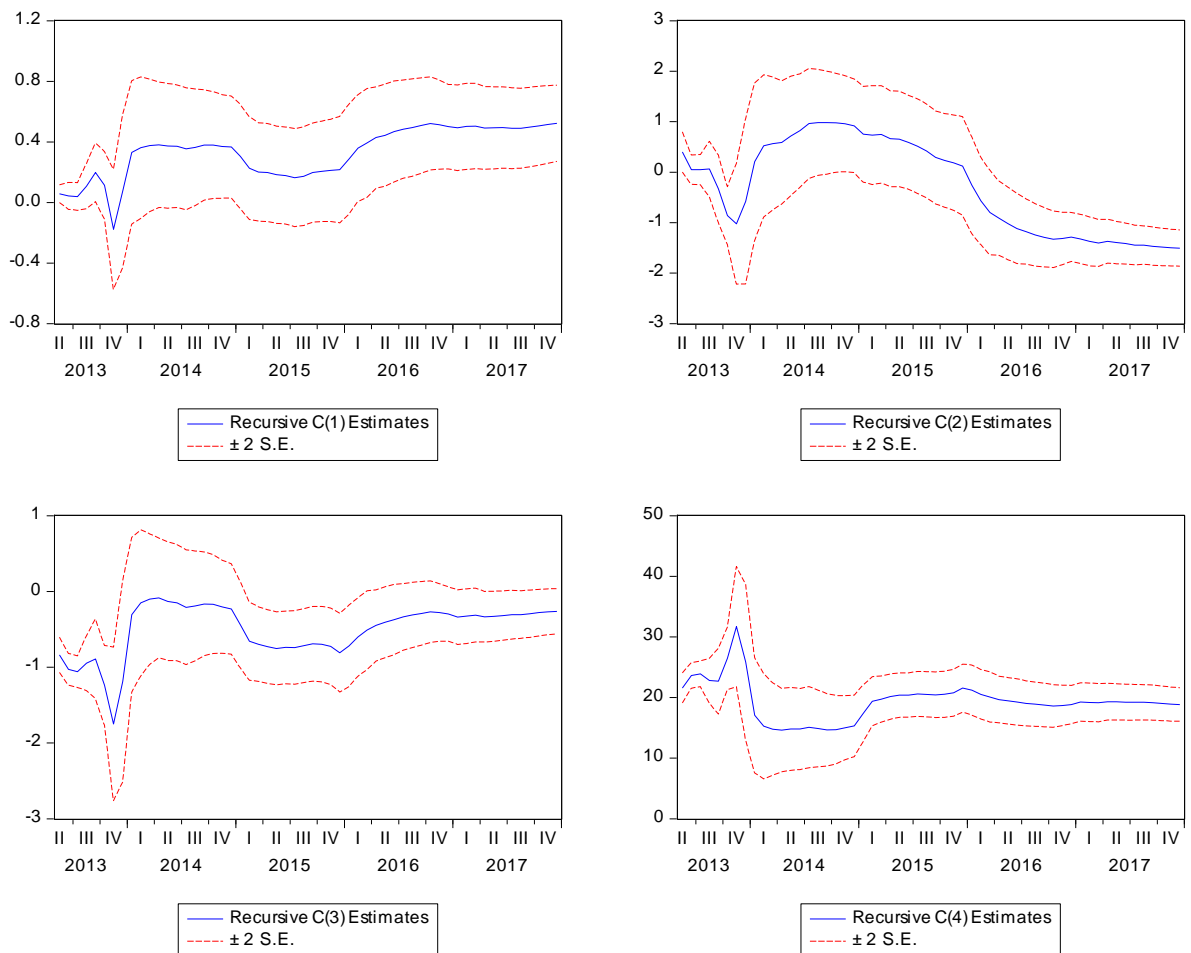 1.2
0.8
0.4
0.0
-0.4
-0.8
II III IV I II III IV I II III IV I II III IV I II III IV
2013 2014 2015 2016 2017
Recursive C(1) Estimates
± 2 S.E.
3
2
1
0
-1
-2
-3
II III IV I II III IV I II III IV I II III IV I II III IV
2013 2014 2015 2016 2017
Recursive C(2) Estimates
± 2 S.E.
1
0
-1
-2
-3
II III IV I II III IV I II III IV I II III IV I II III IV
2013 2014 2015 2016 2017
Recursive C(3) Estimates
± 2 S.E.
50
40
30
20
10
0
II III IV I II III IV I II III IV I II III IV I II III IV
2013 2014 2015 2016 2017
Recursive C(4) Estimates
± 2 S.E.